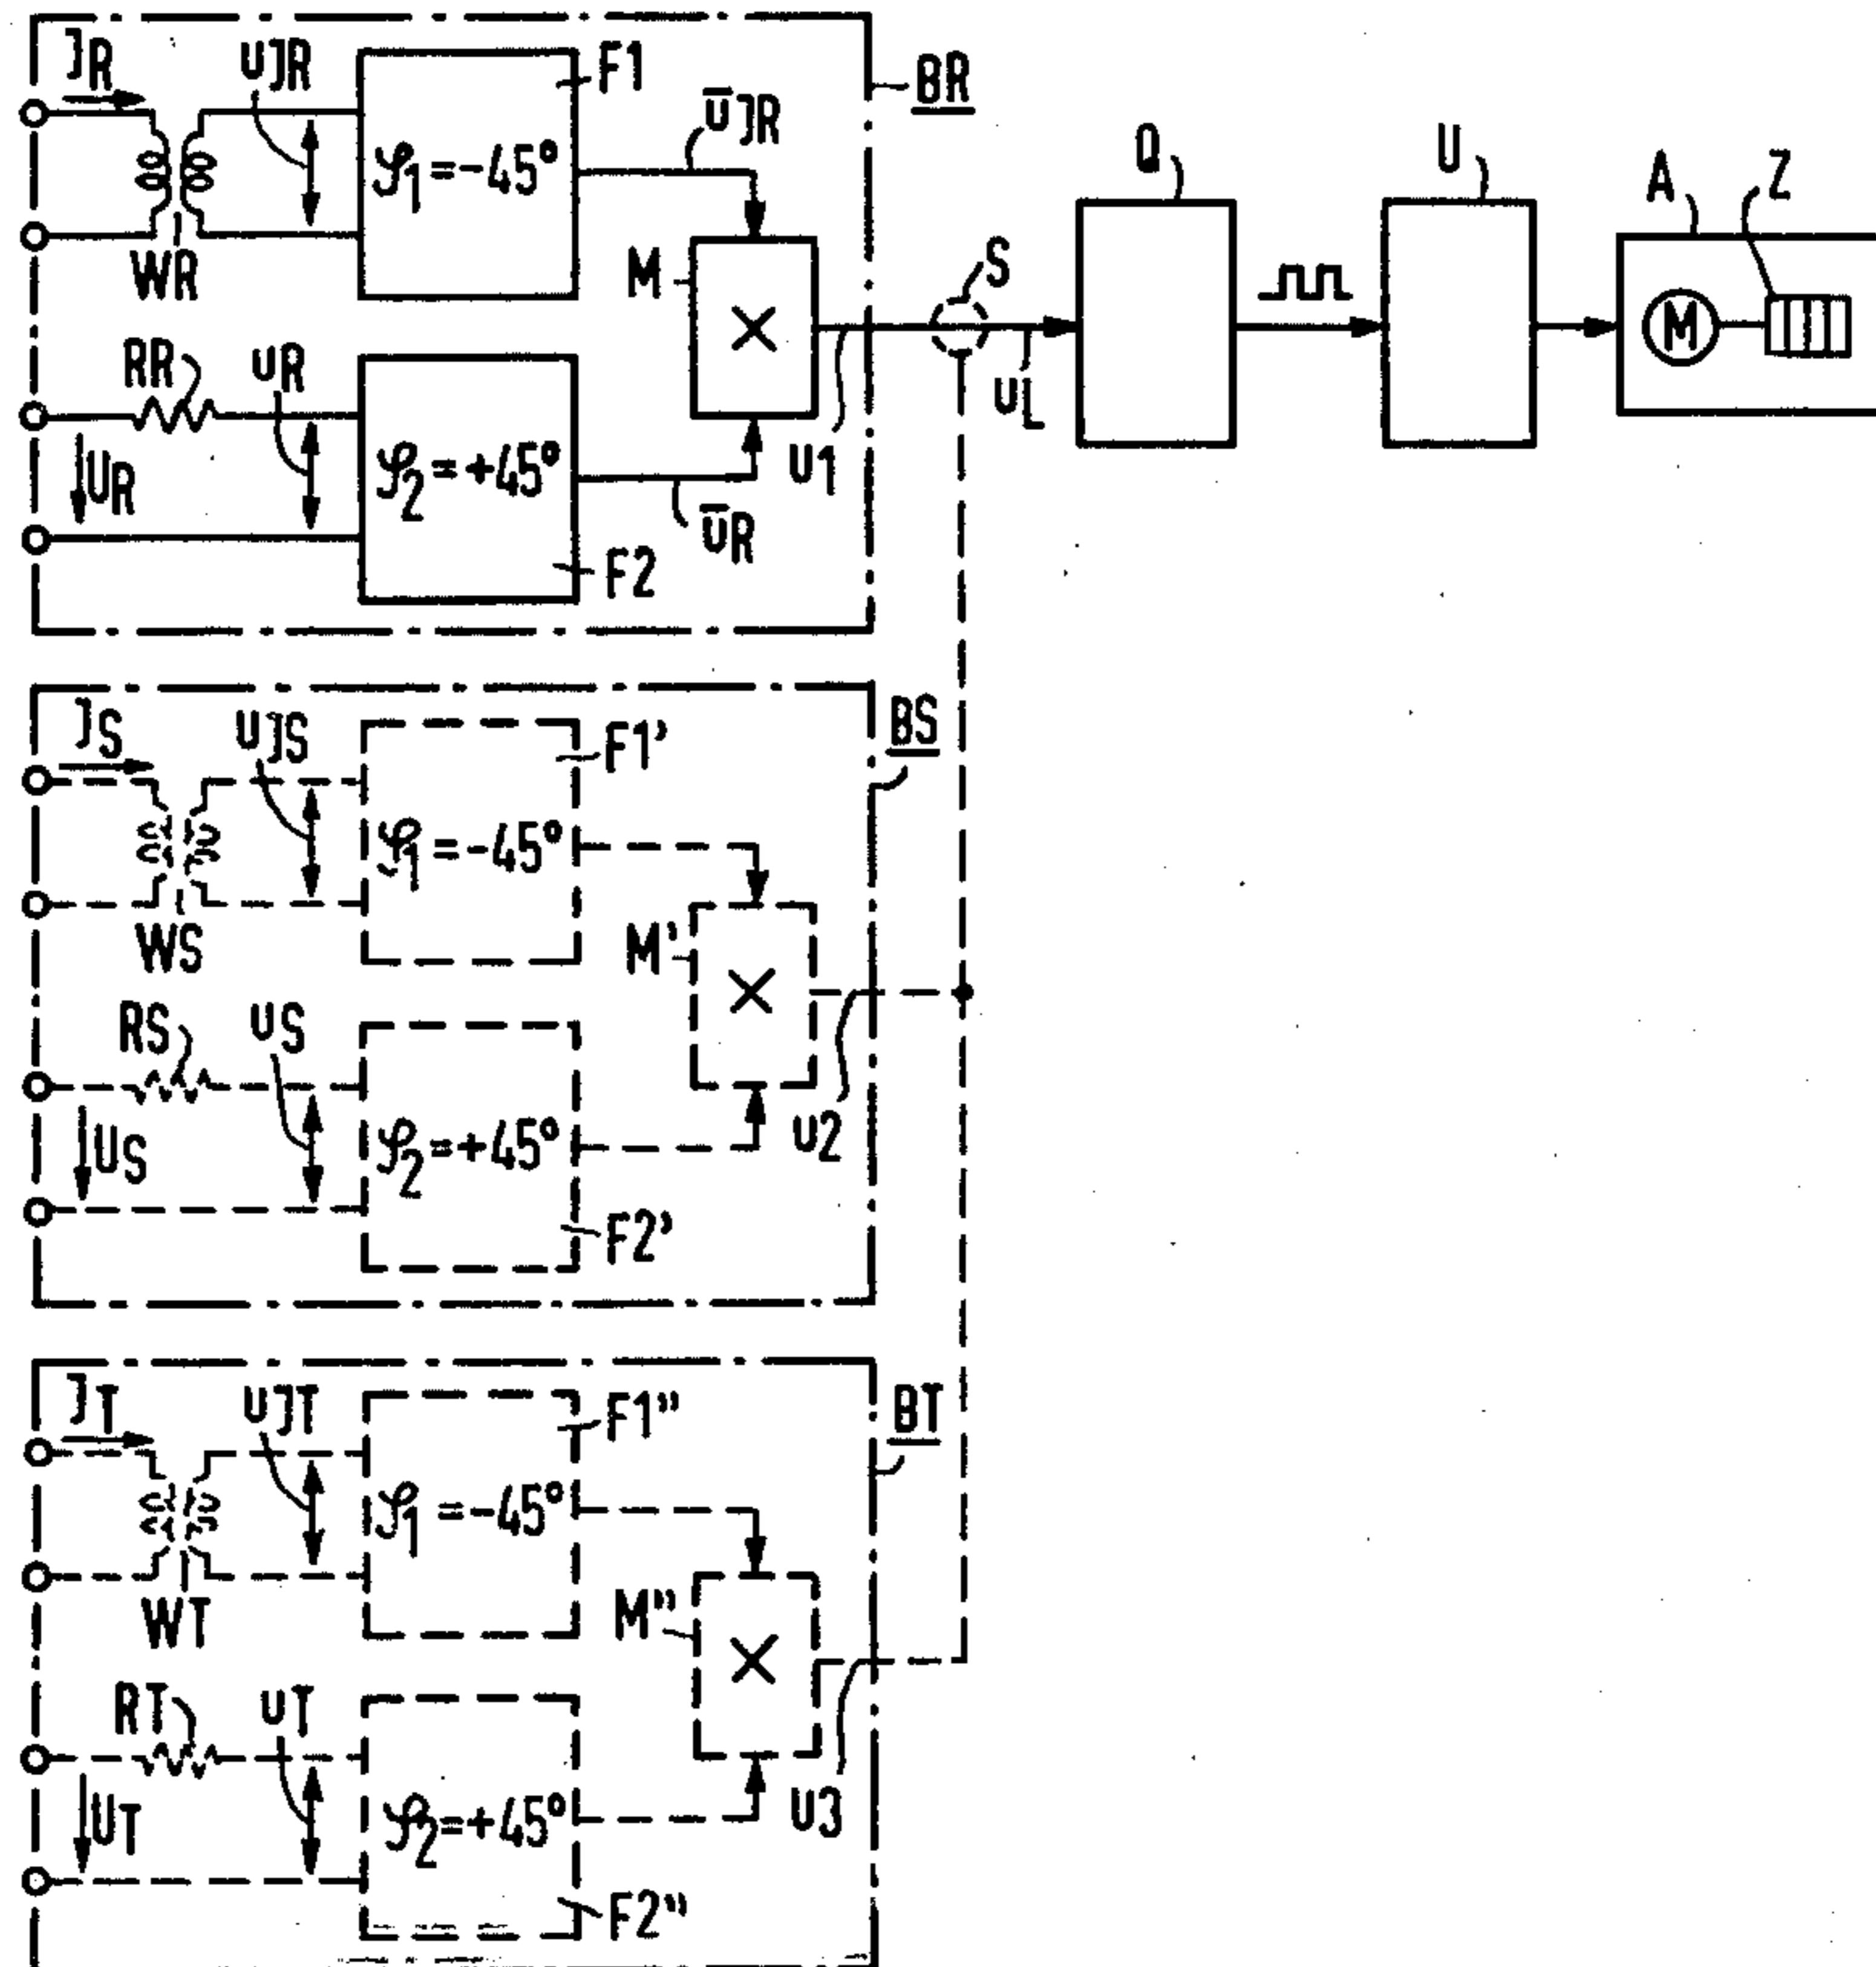 JR
uJR
F1
BR
φ1=-45°
ūJR
WR
M
×
S
Q
U
A
Z
M
RR
uR
UR
φ2=+45°
ūR
u1
uL
F2
JS
uJS
F1'
BS
φ1=-45°
WS
M'
×
RS
uS
US
φ2=+45°
u2
F2'
JT
uJT
F1"
BT
φ1=-45°
WT
M"
×
RT
uT
UT
φ2=+45°
u3
F2"